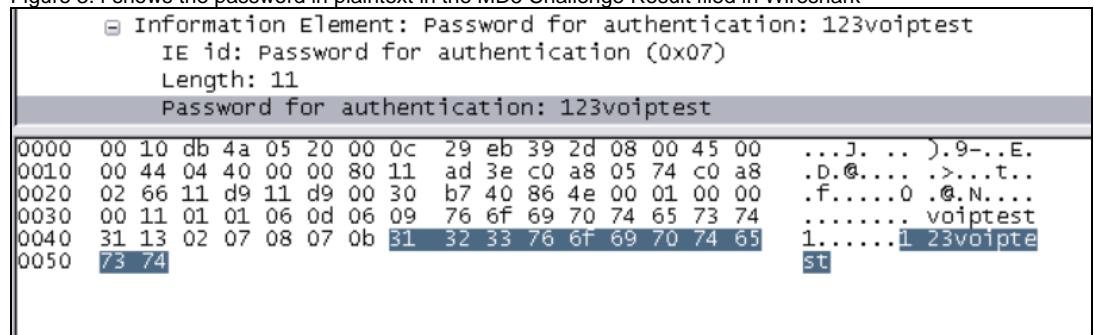 Figure shows the password in plaintext in the MD5 Challenge Result filed in Wireshark
Information Element: Password for authentication: 123voiptest
IE id: Password for authentication (0x07)
Length: 11
Password for authentication: 123voiptest
0000 00 10 db 4a 05 20 00 0c 29 eb 39 2d 08 00 45 00 ...J. .. ).9-..E.
0010 00 44 04 40 00 00 80 11 ad 3e c0 a8 05 74 c0 a8 .D.@.... .>...t..
0020 02 66 11 d9 11 d9 00 30 b7 40 86 4e 00 01 00 00 .f.....0 .@.N....
0030 00 11 01 01 06 0d 06 09 76 6f 69 70 74 65 73 74 ........ voiptest
0040 31 13 02 07 08 07 0b 31 32 33 76 6f 69 70 74 65 1......1 23voipte
0050 73 74 st